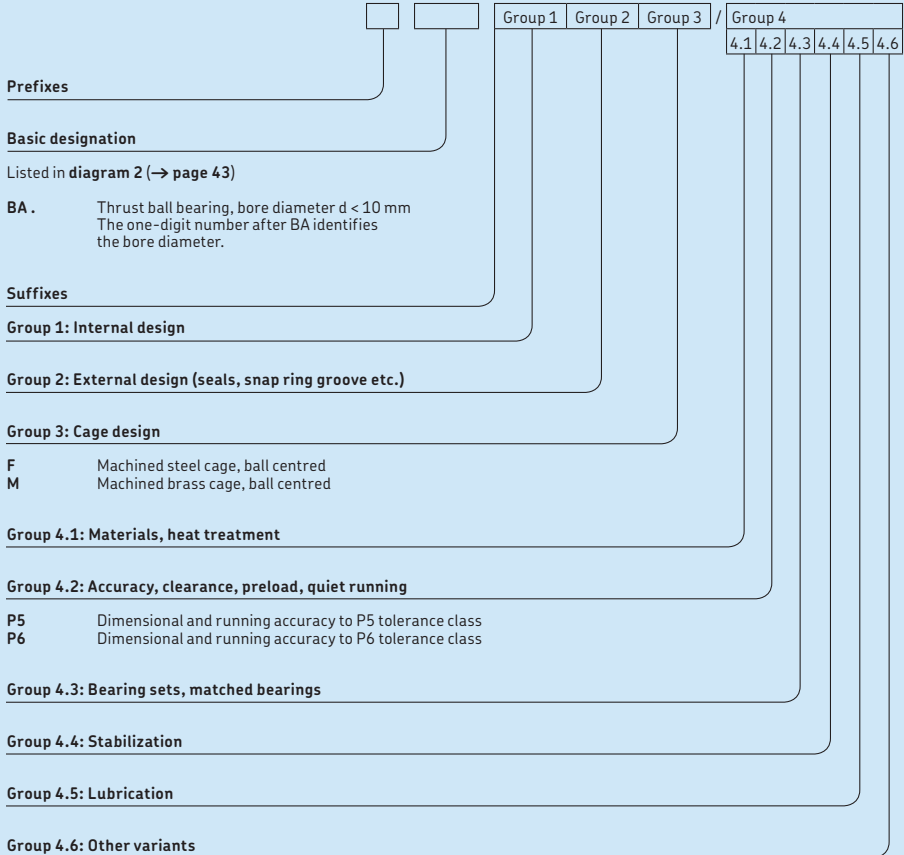 Group 1 Group 2 Group 3 / Group 4
4.1 4.2 4.3 4.4 4.5 4.6
Prefixes
Basic designation
Listed in diagram 2 (→ page 43)
BA . Thrust ball bearing, bore diameter d < 10 mm
The one-digit number after BA identifies
the bore diameter.
Suffixes
Group 1: Internal design
Group 2: External design (seals, snap ring groove etc.)
Group 3: Cage design
F Machined steel cage, ball centred
M Machined brass cage, ball centred
Group 4.1: Materials, heat treatment
Group 4.2: Accuracy, clearance, preload, quiet running
P5 Dimensional and running accuracy to P5 tolerance class
P6 Dimensional and running accuracy to P6 tolerance class
Group 4.3: Bearing sets, matched bearings
Group 4.4: Stabilization
Group 4.5: Lubrication
Group 4.6: Other variants